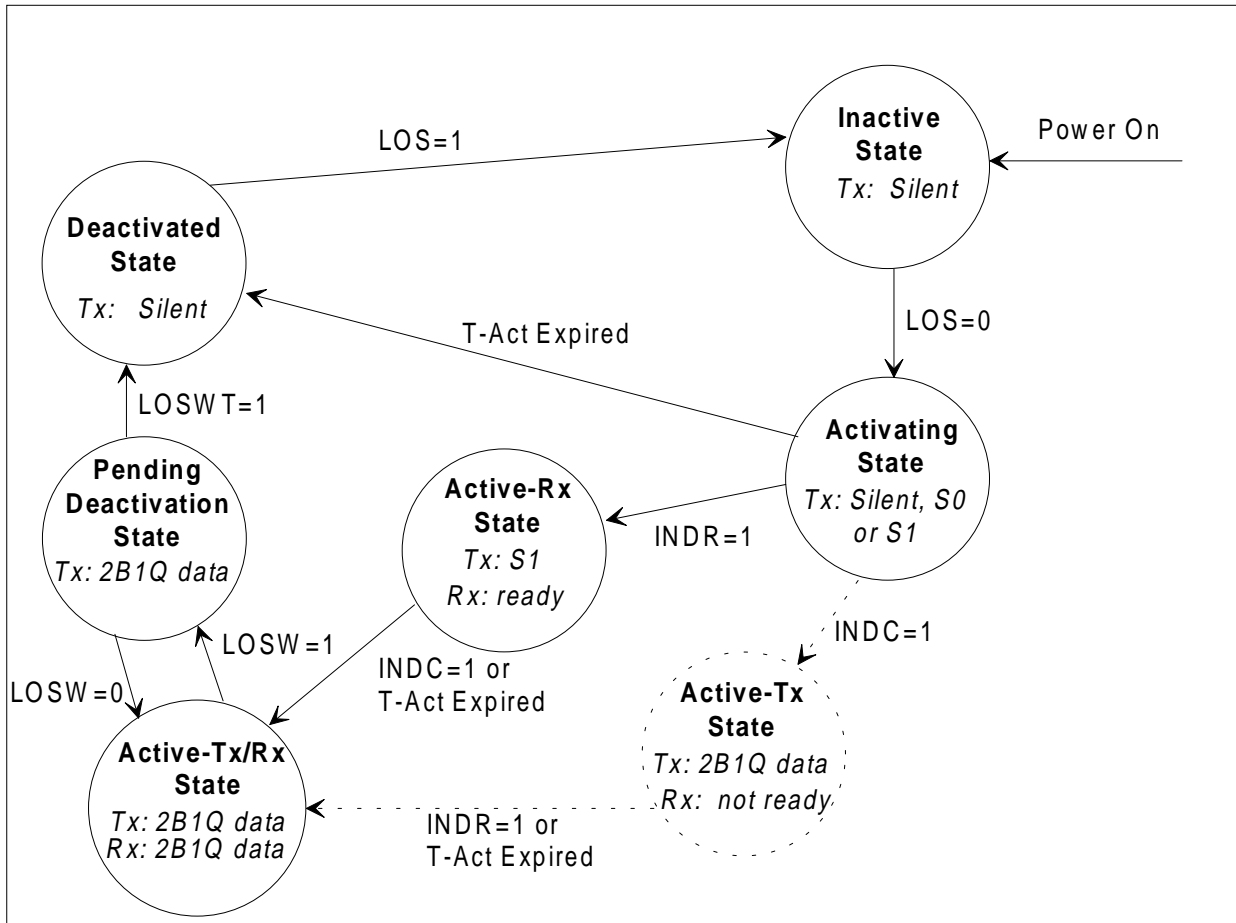 Inactive
State
Tx: Silent
Power On
LOS=1
Deactivated
State
Tx: Silent
LOS=0
T-Act Expired
LOSWT=1
Activating
State
Tx: Silent, S0
or S1
Pending
Deactivation
State
Tx: 2B1Q data
Active-Rx
State
Tx: S1
Rx: ready
INDR=1
INDC=1
LOSW=1
LOSW=0
INDC=1 or
T-Act Expired
Active-Tx
State
Tx: 2B1Q data
Rx: not ready
Active-Tx/Rx
State
Tx: 2B1Q data
Rx: 2B1Q data
INDR=1 or
T-Act Expired